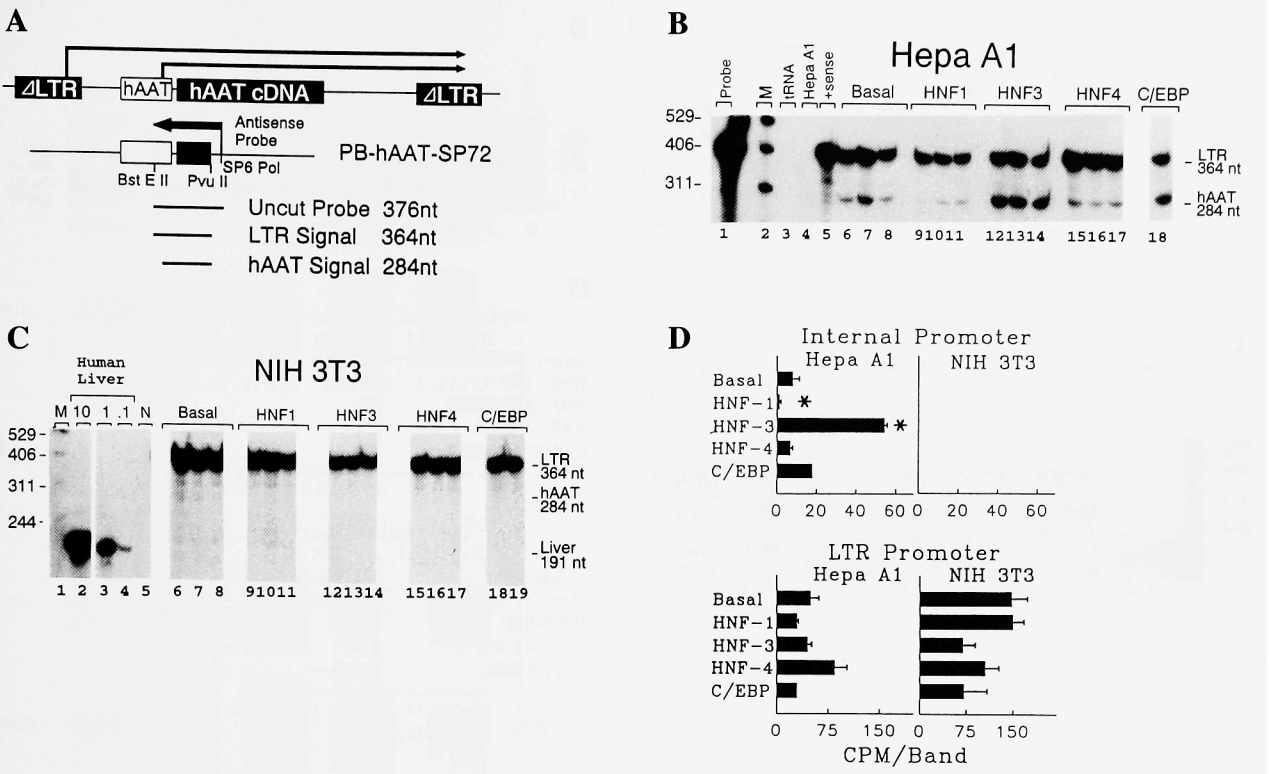 A
ΔLTR hAAT hAAT cDNA ΔLTR
Antisense
Probe
PB-hAAT-SP72
SP6 Pol
Bst E II Pvu II
Uncut Probe 376nt
LTR Signal 364nt
hAAT Signal 284nt
B
Hepa A1
Probe M tRNA Hepa A1 +sense Basal HNF1 HNF3 HNF4 C/EBP
529-
406-
311-
- LTR
364 nt
- hAAT
284 nt
1 2 3 4 5 6 7 8 9 10 11 12 13 14 15 16 17 18
C
Human
Liver
NIH 3T3
M 10 1 .1 N Basal HNF1 HNF3 HNF4 C/EBP
529-
406-
311-
244-
-LTR
364 nt
-hAAT
284 nt
-Liver
191 nt
1 2 3 4 5 6 7 8 9 10 11 12 13 14 15 16 17 18 19
D
Internal Promoter
Hepa A1 NIH 3T3
Basal
HNF-1 *
HNF-3 *
HNF-4
C/EBP
0 20 40 60 0 20 40 60
LTR Promoter
Hepa A1 NIH 3T3
Basal
HNF-1
HNF-3
HNF-4
C/EBP
0 75 150 0 75 150
CPM/Band